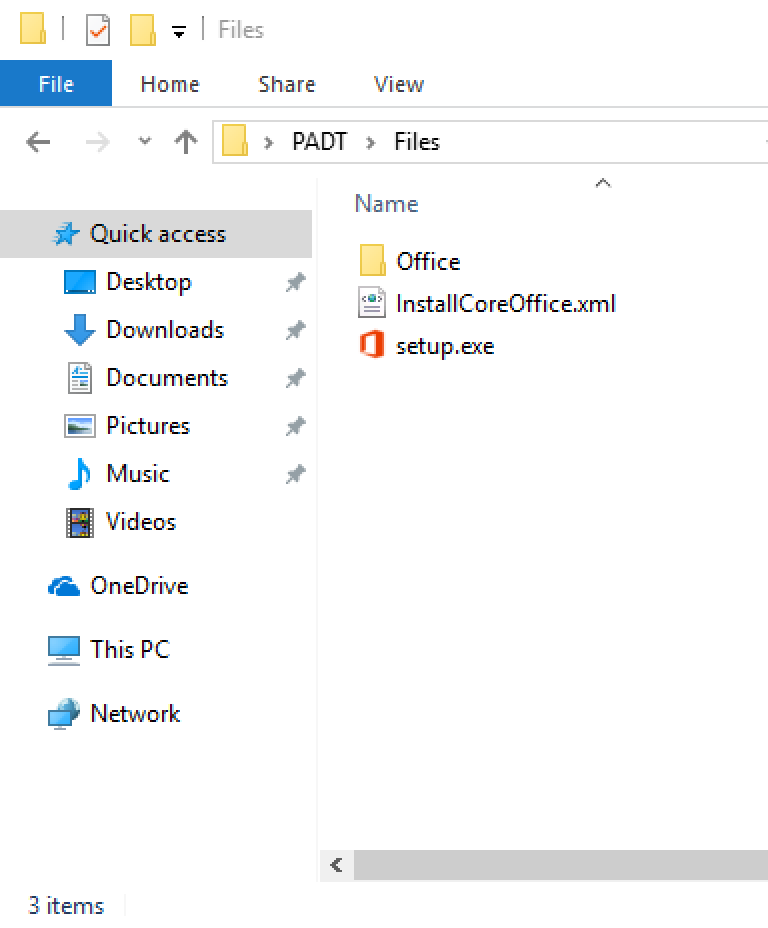 Files
File Home Share View
PADT Files
Name
Quick access
Desktop
Downloads
Documents
Pictures
Music
Videos
OneDrive
This PC
Network
Office
InstallCoreOffice.xml
setup.exe
3 items